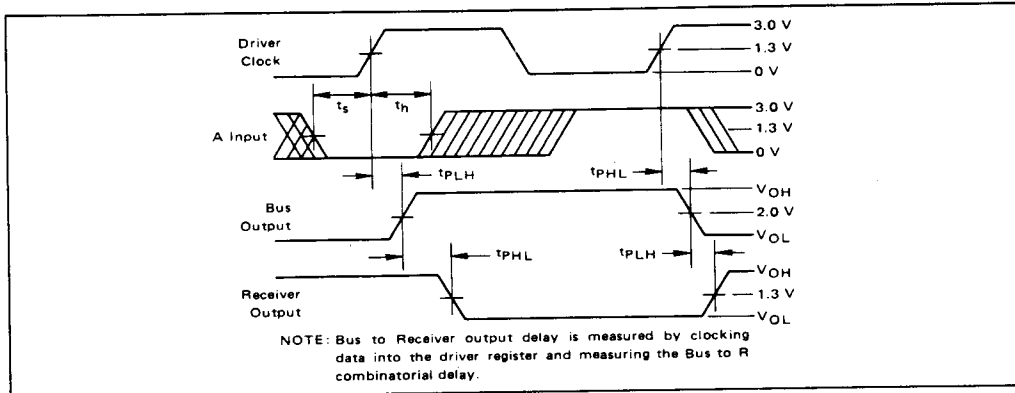 Driver
Clock
3.0 V
1.3 V
0 V
ts
th
A Input
3.0 V
1.3 V
0 V
tPLH
tPHL
Bus
Output
VOH
2.0 V
VOL
tPHL
tPLH
Receiver
Output
VOH
1.3 V
VOL
NOTE: Bus to Receiver output delay is measured by clocking
data into the driver register and measuring the Bus to R
combinatorial delay.